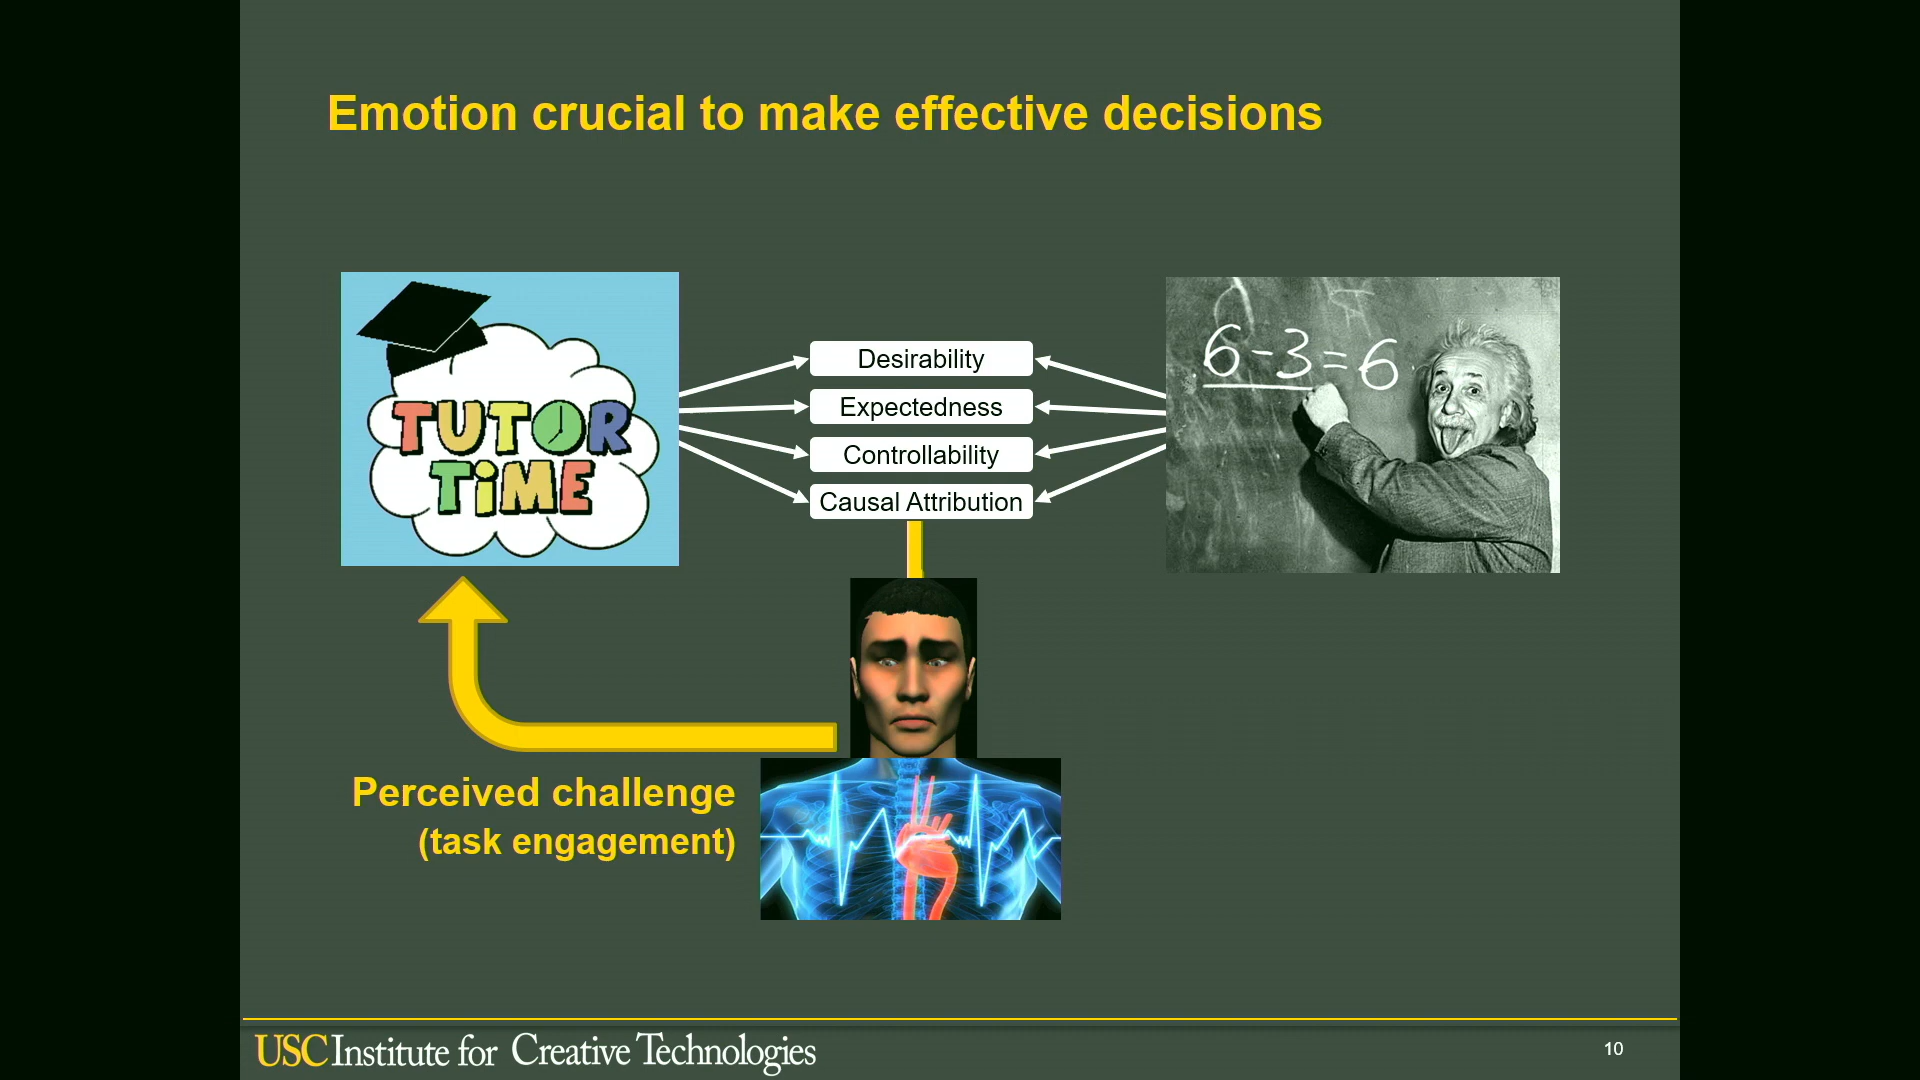 Emotion crucial to make effective decisions
TUTOR
TiME
Desirability
Expectedness
Controllability
Causal Attribution
6-3=6
Perceived challenge
(task engagement)
USC Institute for Creative Technologies
10